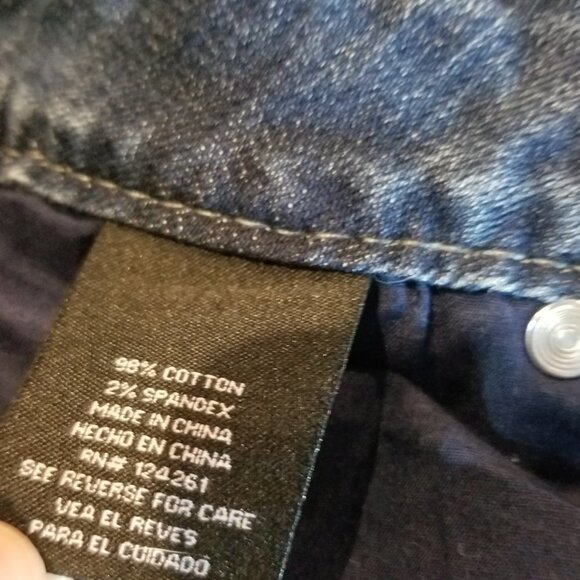 98% COTTON
2% SPANDEX
MADE IN CHINA
HECHO EN CHINA
RN# 124261
SEE REVERSE FOR CARE
VEA EL REVES
PARA EL CUIDADO